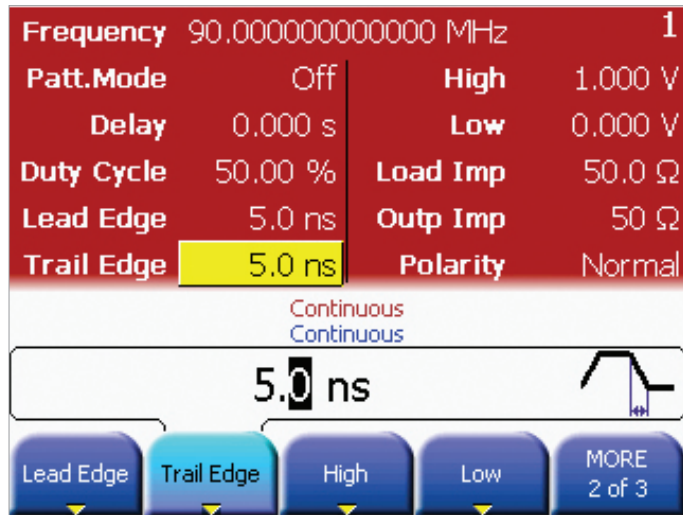 Frequency 90.000000000000 MHz 1
Patt.Mode Off High 1.000 V
Delay 0.000 s Low 0.000 V
Duty Cycle 50.00 % Load Imp 50.0 Ω
Lead Edge 5.0 ns Outp Imp 50 Ω
Trail Edge 5.0 ns Polarity Normal
Continuous
Continuous
5.0 ns
Lead Edge Trail Edge High Low MORE
2 of 3